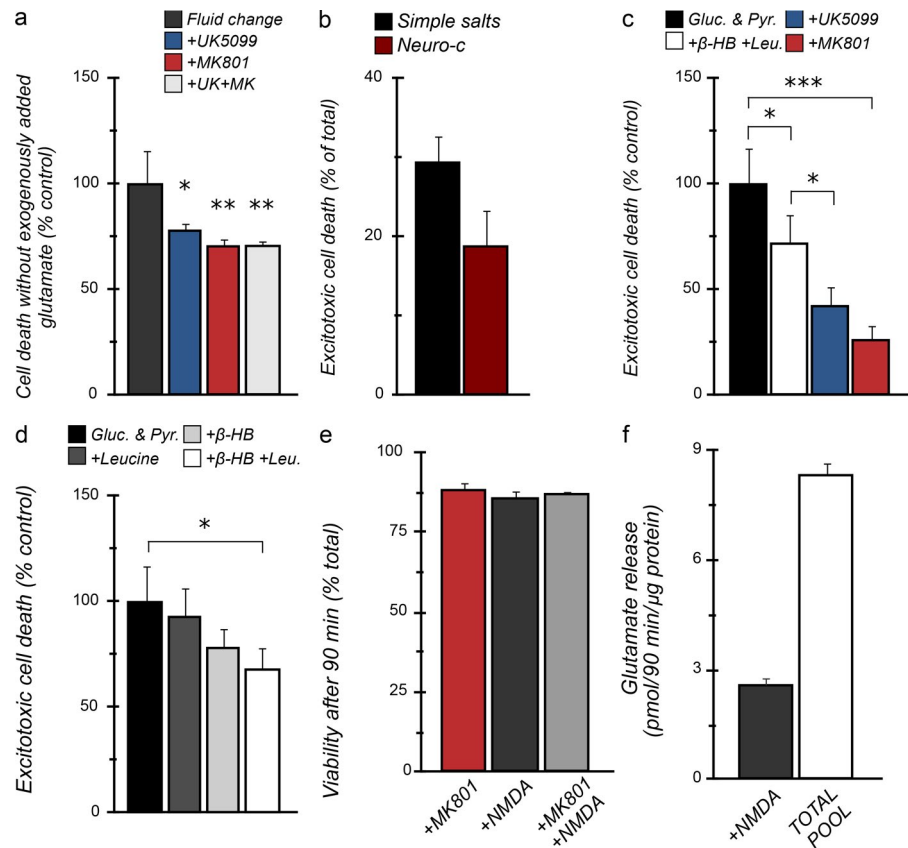 a
Fluid change
+UK5099
+MK801
+UK+MK
Cell death without exogenously added
glutamate (% control)
150
100
50
0
*
**
**
b
Simple salts
Neuro-c
Excitotoxic cell death (% of total)
40
20
0
c
Gluc. & Pyr.
+β-HB +Leu.
+UK5099
+MK801
Excitotoxic cell death (% control)
150
100
50
0
***
*
*
d
Gluc. & Pyr.
+Leucine
+β-HB
+β-HB +Leu.
Excitotoxic cell death (% control)
150
100
50
0
*
e
Viability after 90 min (% total)
100
75
50
25
0
+MK801
+NMDA
+MK801
+NMDA
f
Glutamate release
(pmol/90 min/µg protein)
9
6
3
0
+NMDA
TOTAL
POOL